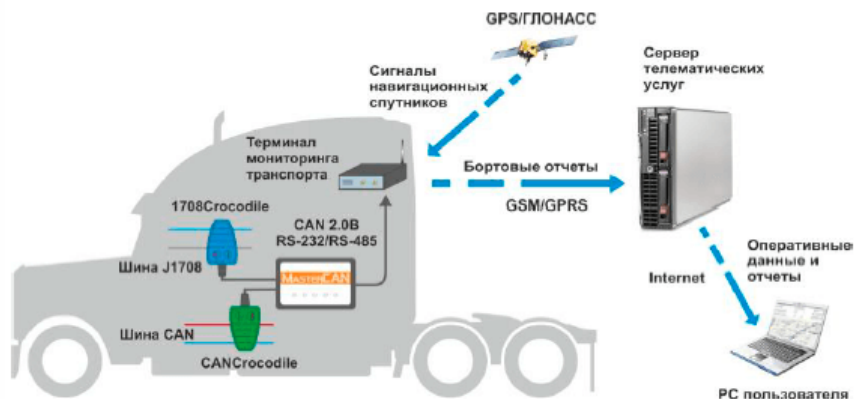 GPS/ГЛОНАСС
Сигналы
навигационных
спутников
Сервер
телематических
услуг
Терминал
мониторинга
транспорта
Бортовые отчеты
GSM/GPRS
1708Crocodile
CAN 2.0B
RS-232/RS-485
Шина J1708
MASTERCAN
Шина CAN
CANCrocodile
Internet
Оперативные
данные и
отчеты
PC пользователя